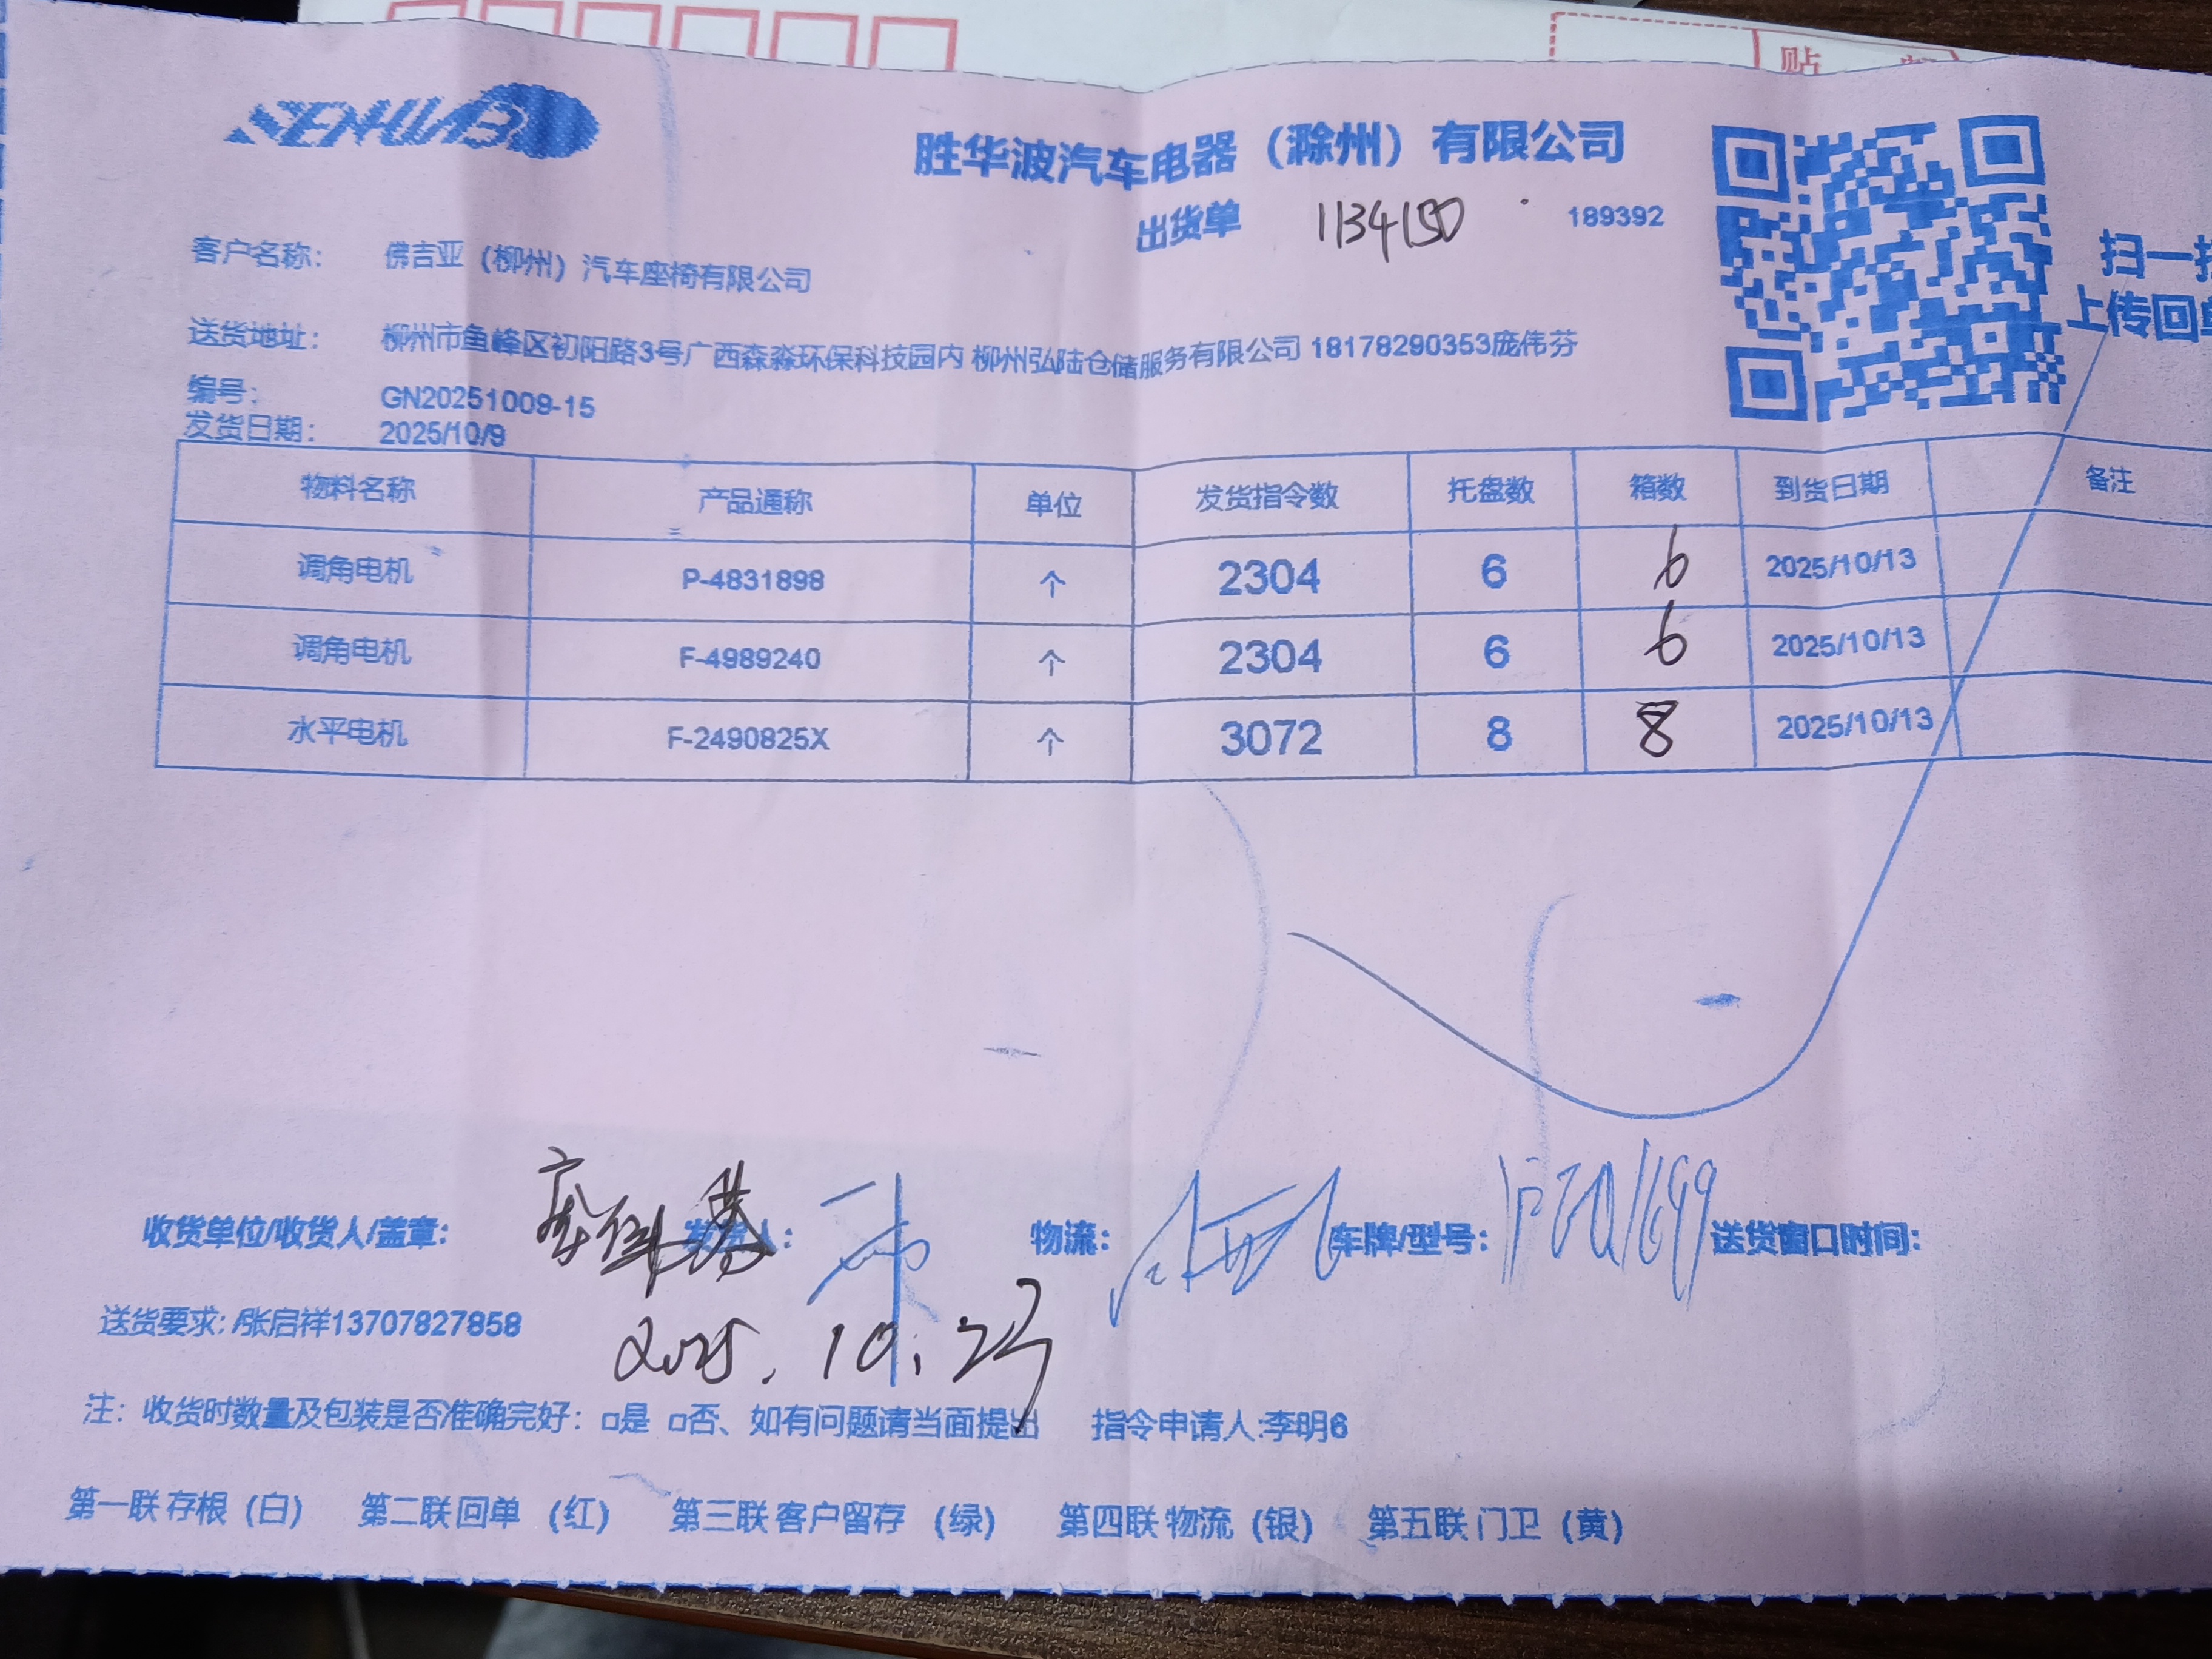 贴
SENHUABO
胜华波汽车电器（滁州）有限公司
出货单 1134150 189392
扫一扫
上传回单
客户名称： 佛吉亚（柳州）汽车座椅有限公司
送货地址： 柳州市鱼峰区初阳路3号广西森淼环保科技园内 柳州弘陆仓储服务有限公司 18178290353庞伟芬
编号： GN20251009-15
发货日期： 2025/10/9
物料名称 产品通称 单位 发货指令数 托盘数 箱数 到货日期 备注
调角电机 P-4831898 个 2304 6 6 2025/10/13
调角电机 F-4989240 个 2304 6 6 2025/10/13
水平电机 F-2490825X 个 3072 8 8 2025/10/13
收货单位/收货人/盖章： 发货人： 物流： 车牌/型号： 送货窗口时间：
送货要求：/张启祥13707827858
2025.10.23
注：收货时数量及包装是否准确完好：□是 □否、如有问题请当面提出 指令申请人:李明6
第一联 存根（白） 第二联 回单（红） 第三联 客户留存（绿） 第四联 物流（银） 第五联 门卫（黄）